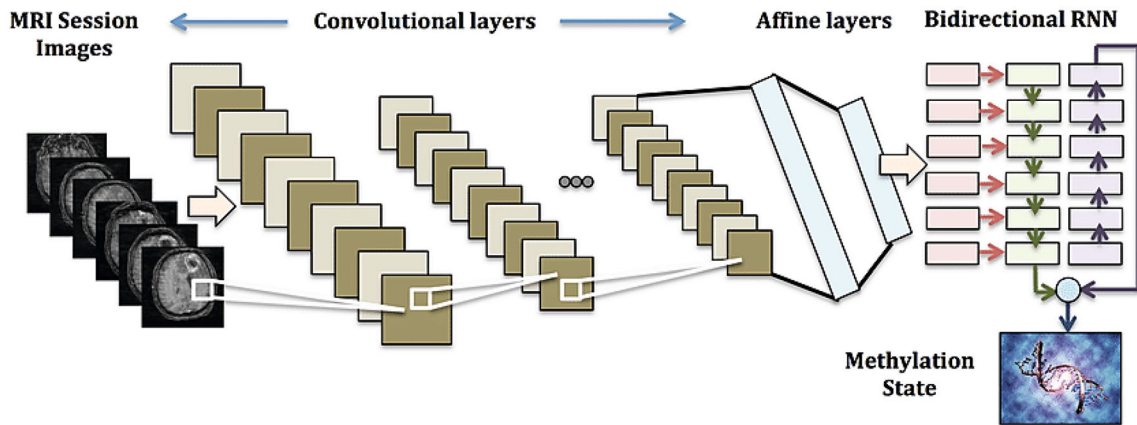 MRI Session
Images
Convolutional layers
Affine layers
Bidirectional RNN
Methylation
State